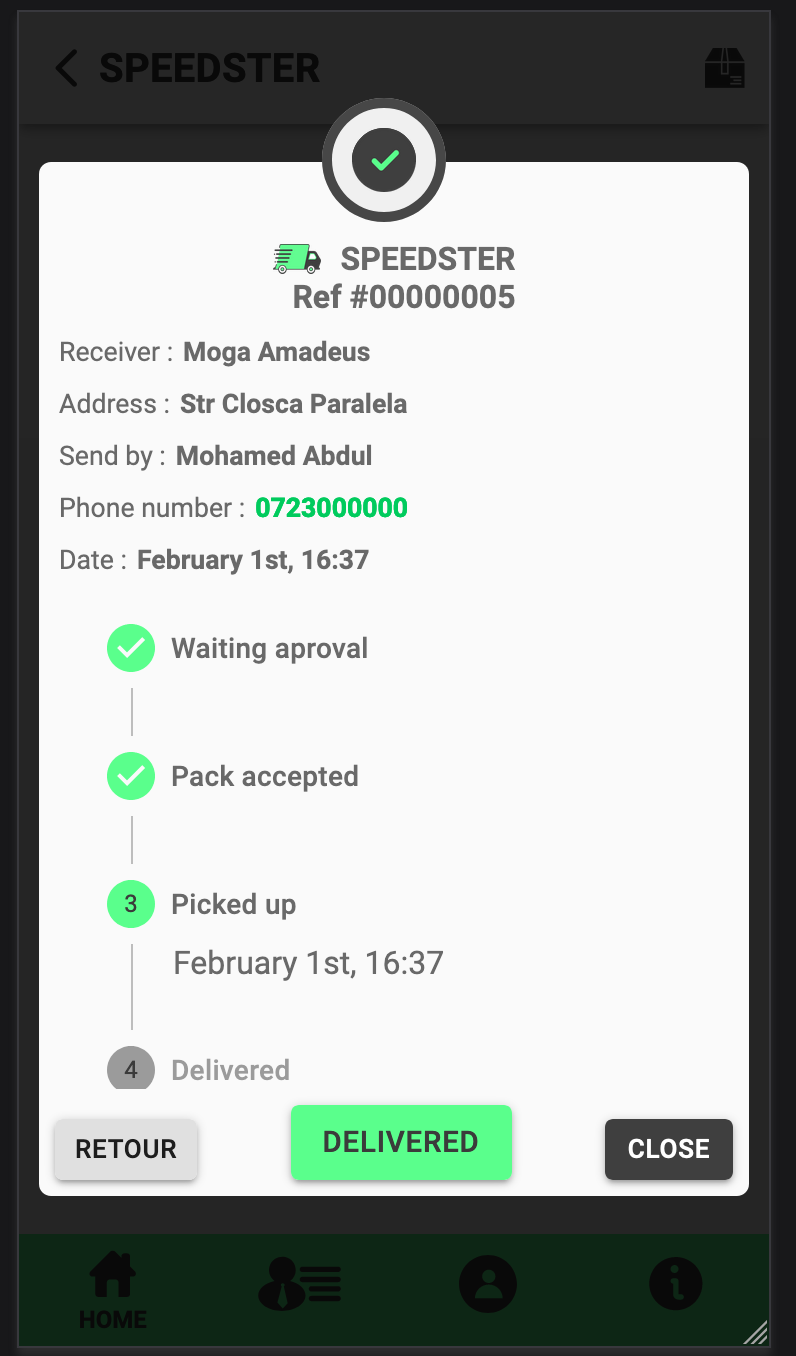 SPEEDSTER
SPEEDSTER
Ref #00000005
Receiver : Moga Amadeus
Address : Str Closca Paralela
Send by : Mohamed Abdul
Phone number : 0723000000
Date : February 1st, 16:37
Waiting aproval
Pack accepted
3 Picked up
February 1st, 16:37
4 Delivered
RETOUR DELIVERED CLOSE
HOME